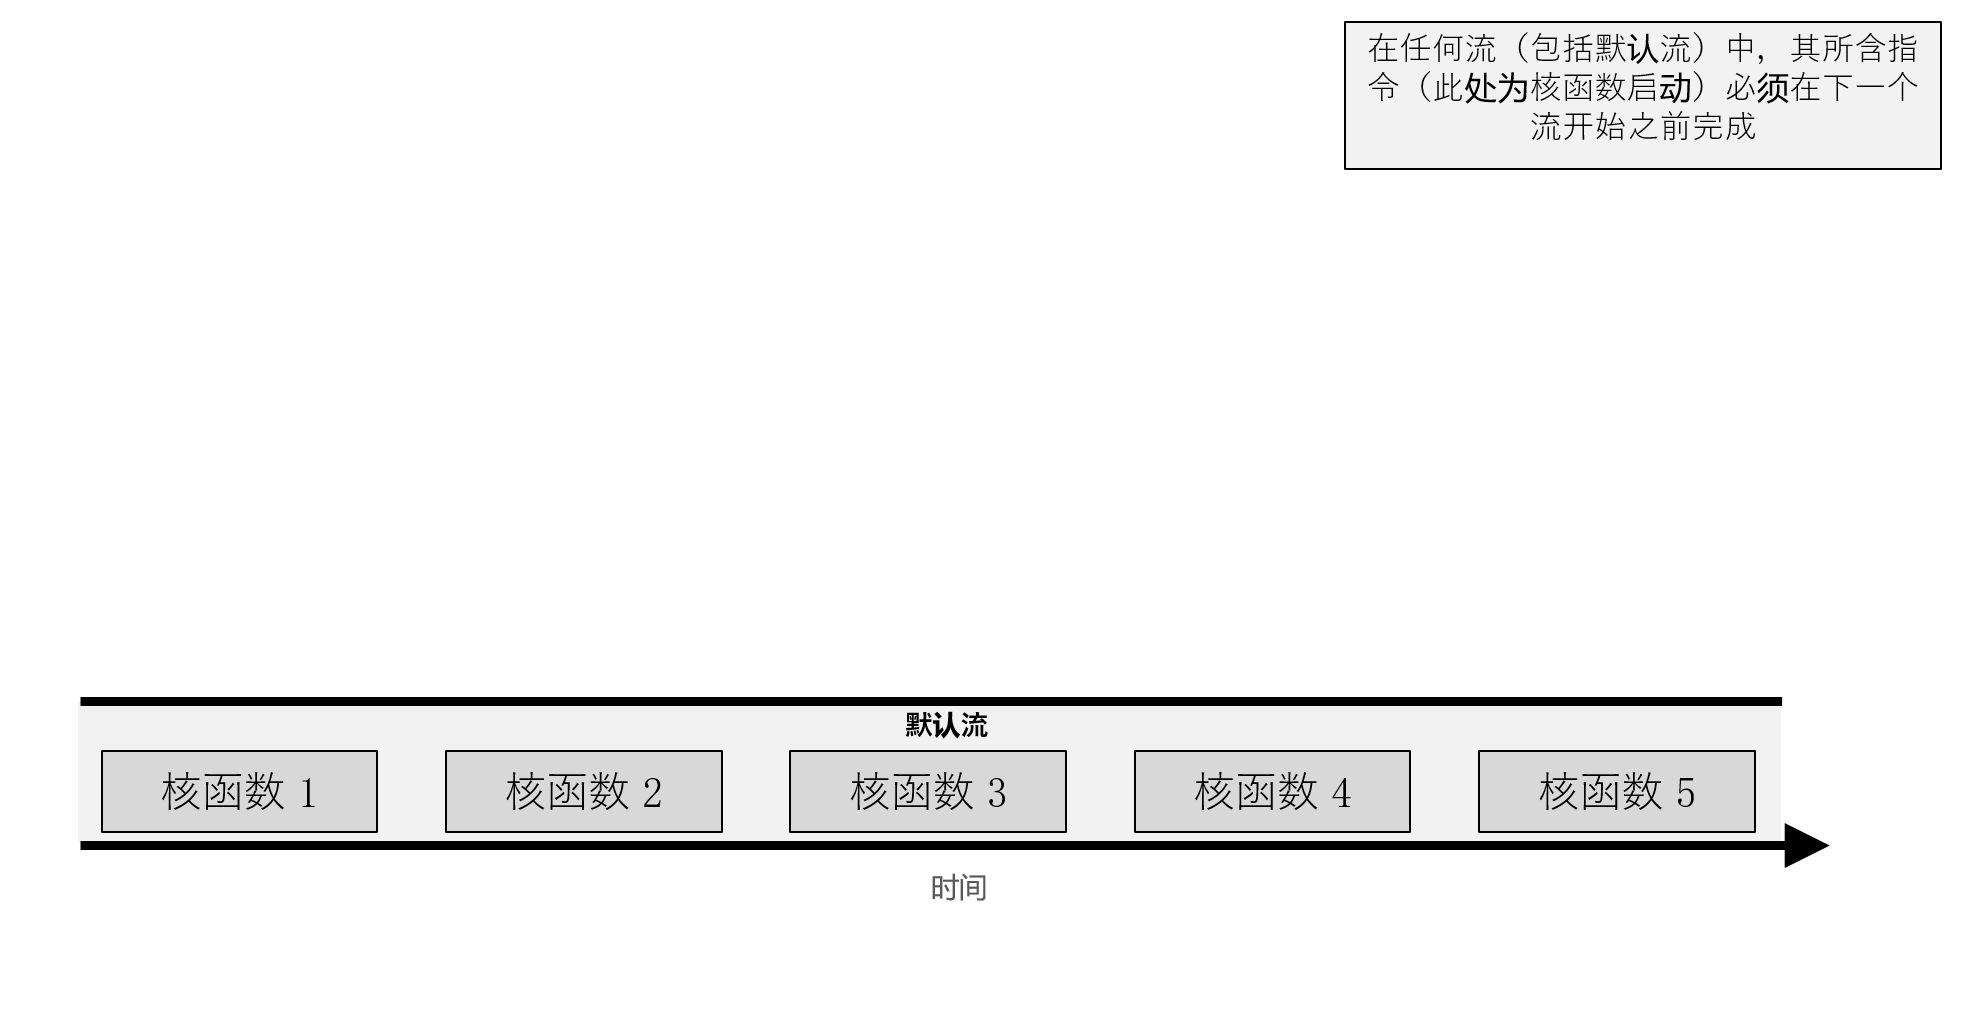 在任何流（包括默认流）中，其所含指
令（此处为核函数启动）必须在下一个
流开始之前完成
默认流
核函数 1
核函数 2
核函数 3
核函数 4
核函数 5
时间